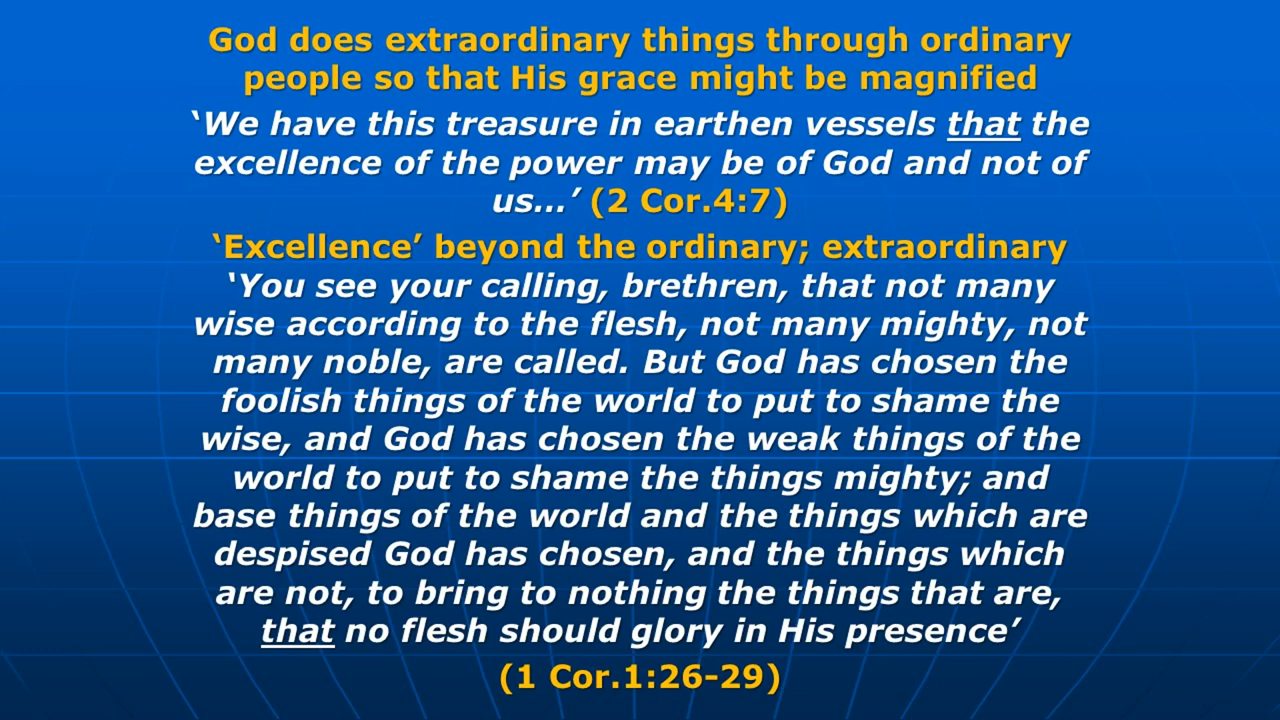 God does extraordinary things through ordinary
people so that His grace might be magnified
‘We have this treasure in earthen vessels that the
excellence of the power may be of God and not of
us…’ (2 Cor.4:7)
‘Excellence’ beyond the ordinary; extraordinary
‘You see your calling, brethren, that not many
wise according to the flesh, not many mighty, not
many noble, are called. But God has chosen the
foolish things of the world to put to shame the
wise, and God has chosen the weak things of the
world to put to shame the things mighty; and
base things of the world and the things which are
despised God has chosen, and the things which
are not, to bring to nothing the things that are,
that no flesh should glory in His presence’
(1 Cor.1:26-29)